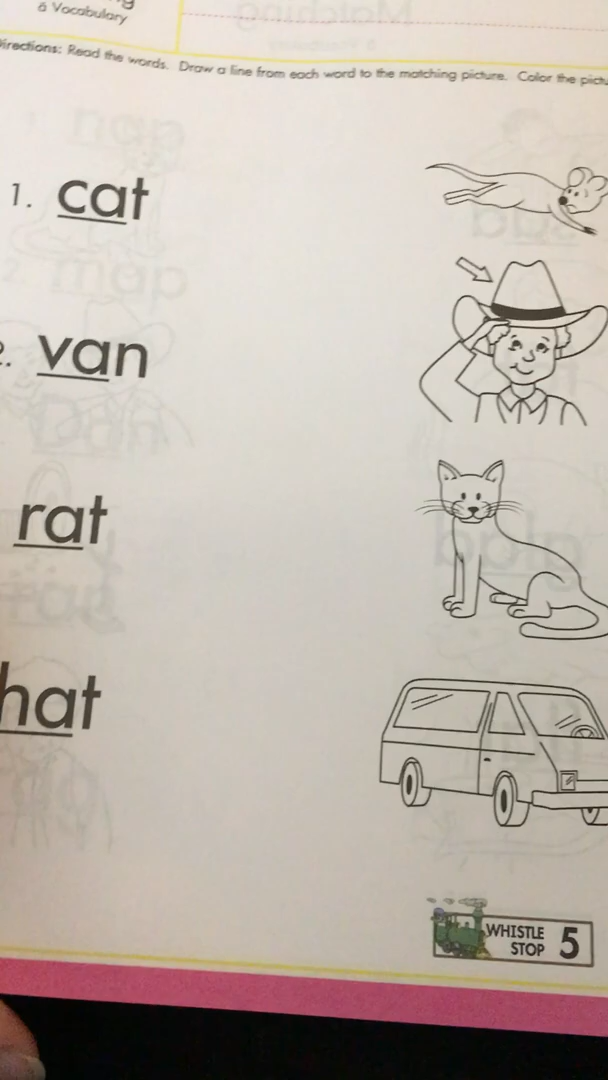 & Vocabulary
Directions: Read the words. Draw a line from each word to the matching picture. Color the
1. cat
2. van
rat
hat
WHISTLE
STOP 5